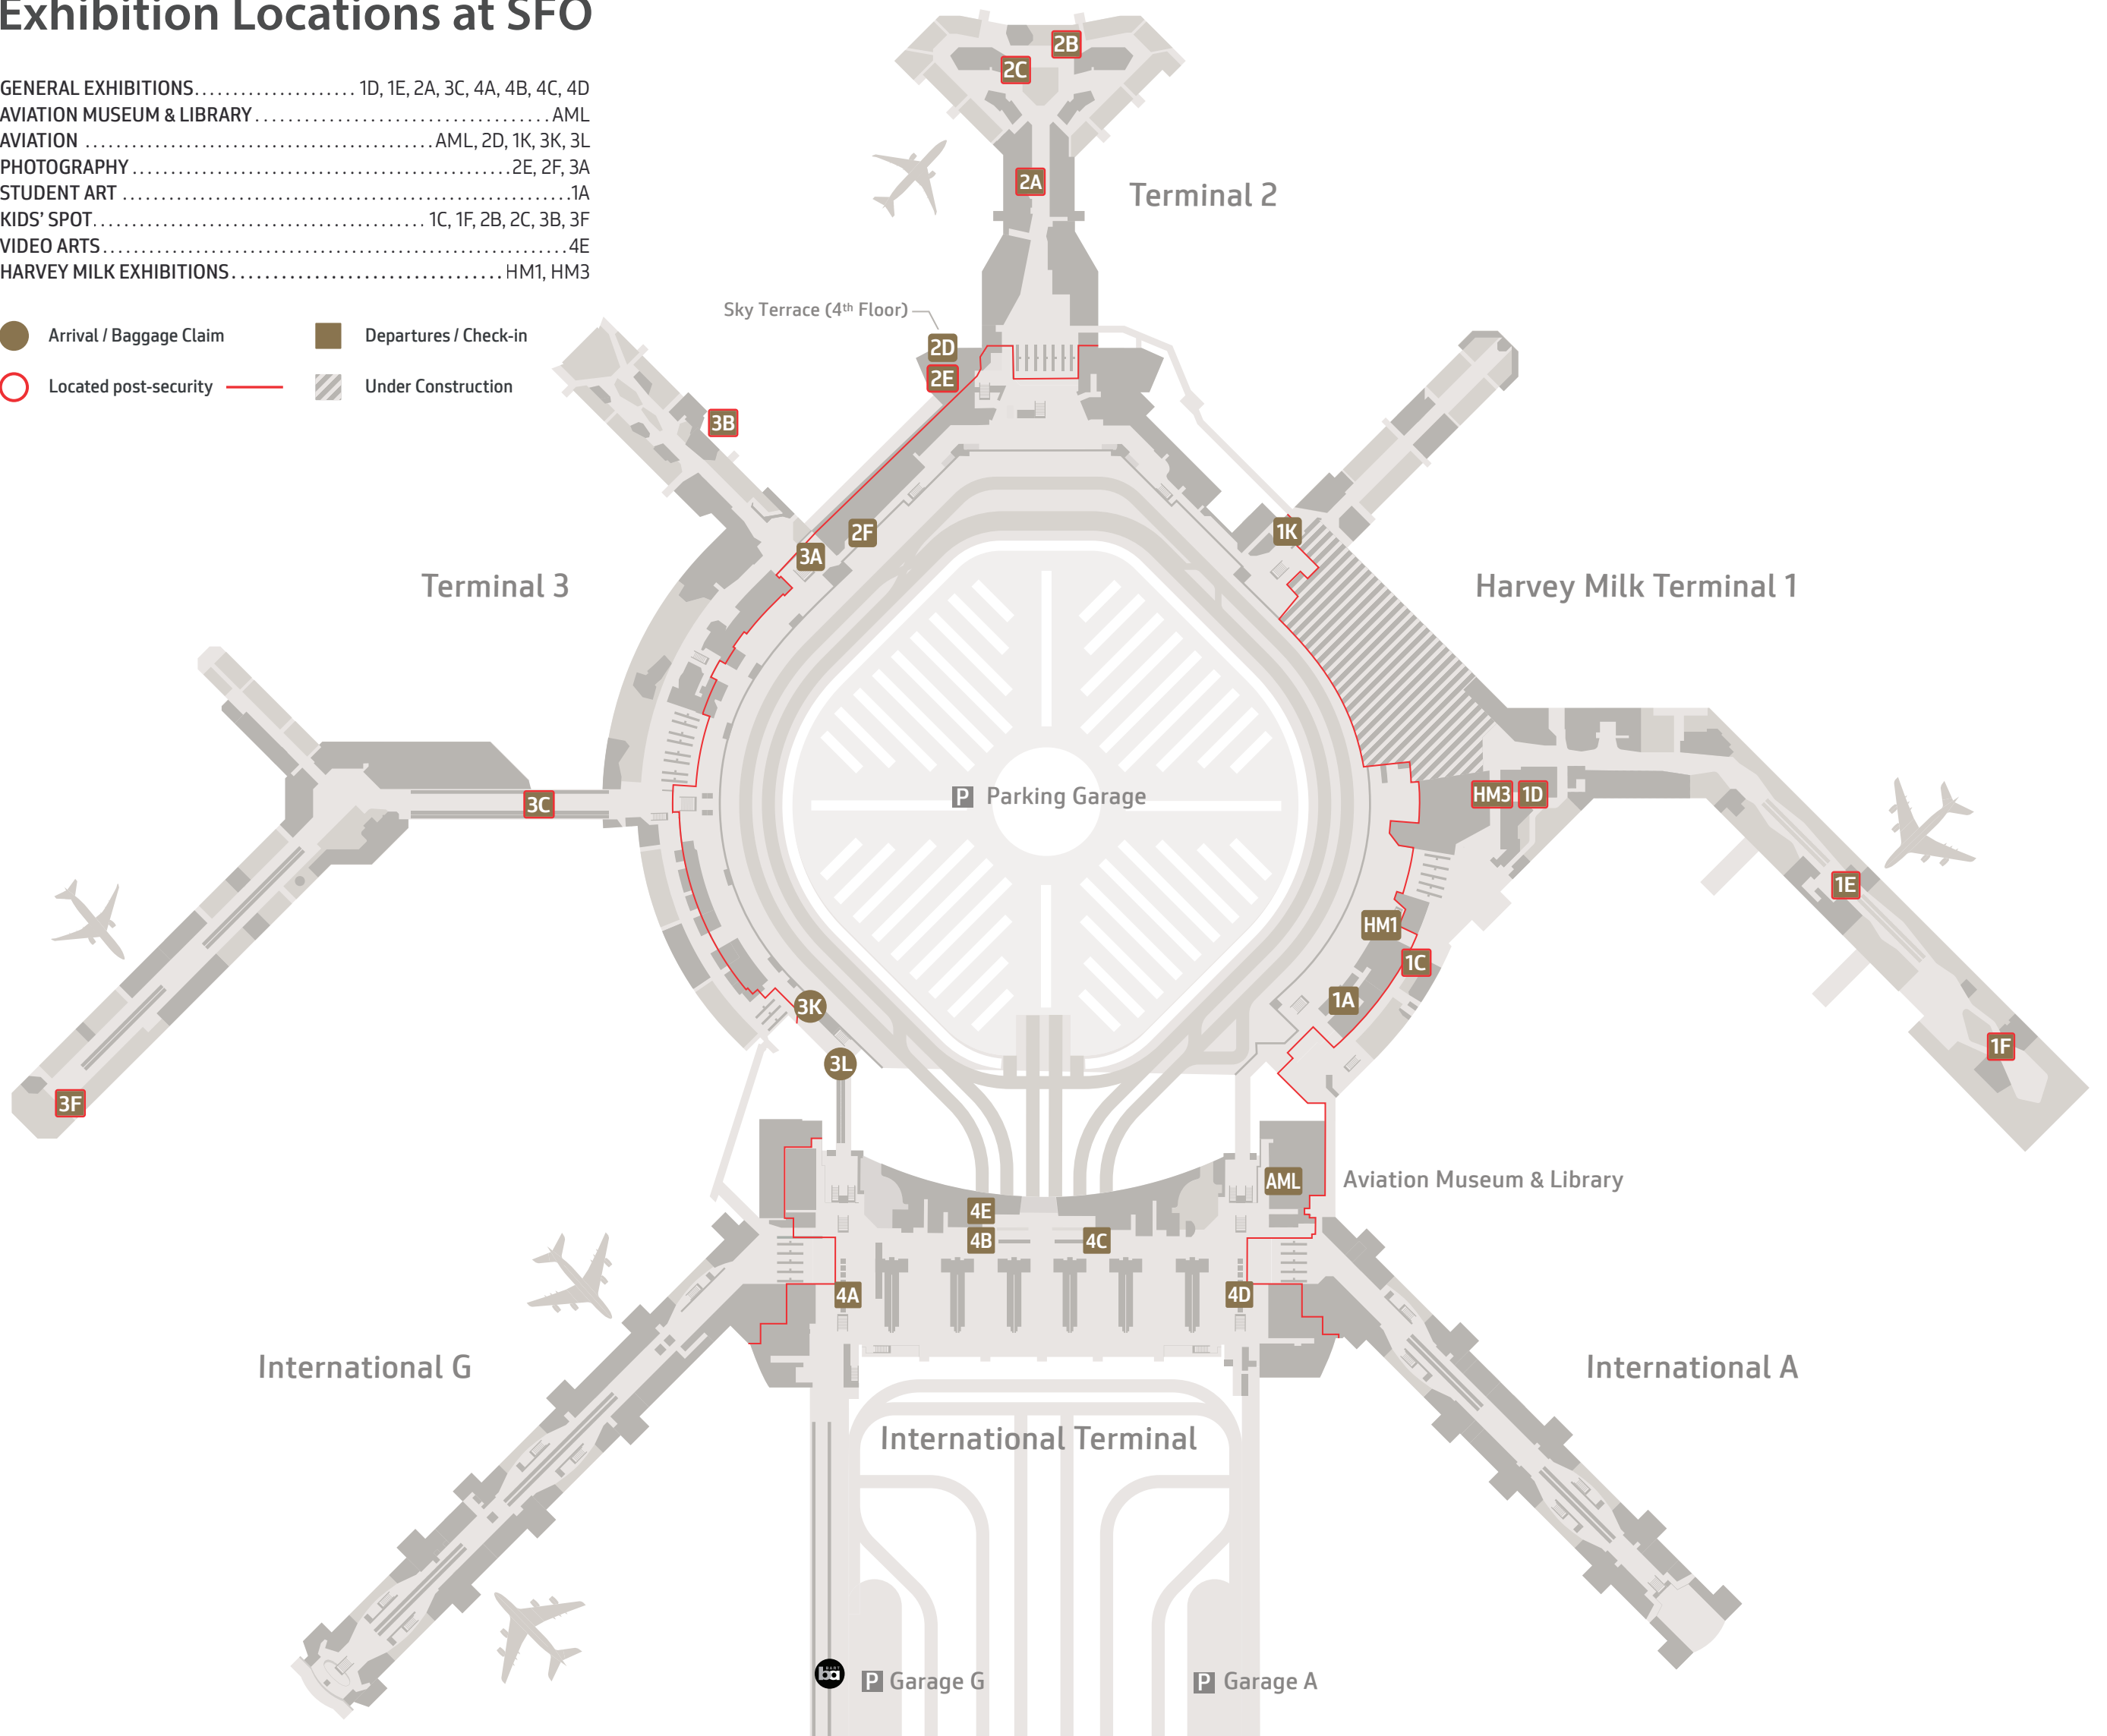 Exhibition Locations at SFO
GENERAL EXHIBITIONS..................... 1D, 1E, 2A, 3C, 4A, 4B, 4C, 4D
AVIATION MUSEUM & LIBRARY...................................AML
AVIATION .............................................AML, 2D, 1K, 3K, 3L
PHOTOGRAPHY.................................................2E, 2F, 3A
STUDENT ART ..........................................................1A
KIDS' SPOT........................................... 1C, 1F, 2B, 2C, 3B, 3F
VIDEO ARTS............................................................4E
HARVEY MILK EXHIBITIONS................................HM1, HM3
Arrival / Baggage Claim
Departures / Check-in
Located post-security
Under Construction
2B
2C
2A
Terminal 2
Sky Terrace (4th Floor)
2D
2E
3B
2F
3A
1K
Terminal 3
Harvey Milk Terminal 1
3C
P Parking Garage
HM3
1D
1E
HM1
1C
1A
3K
1F
3L
3F
AML
Aviation Museum & Library
4E
4B
4C
4A
4D
International G
International A
International Terminal
ba
P Garage G
P Garage A